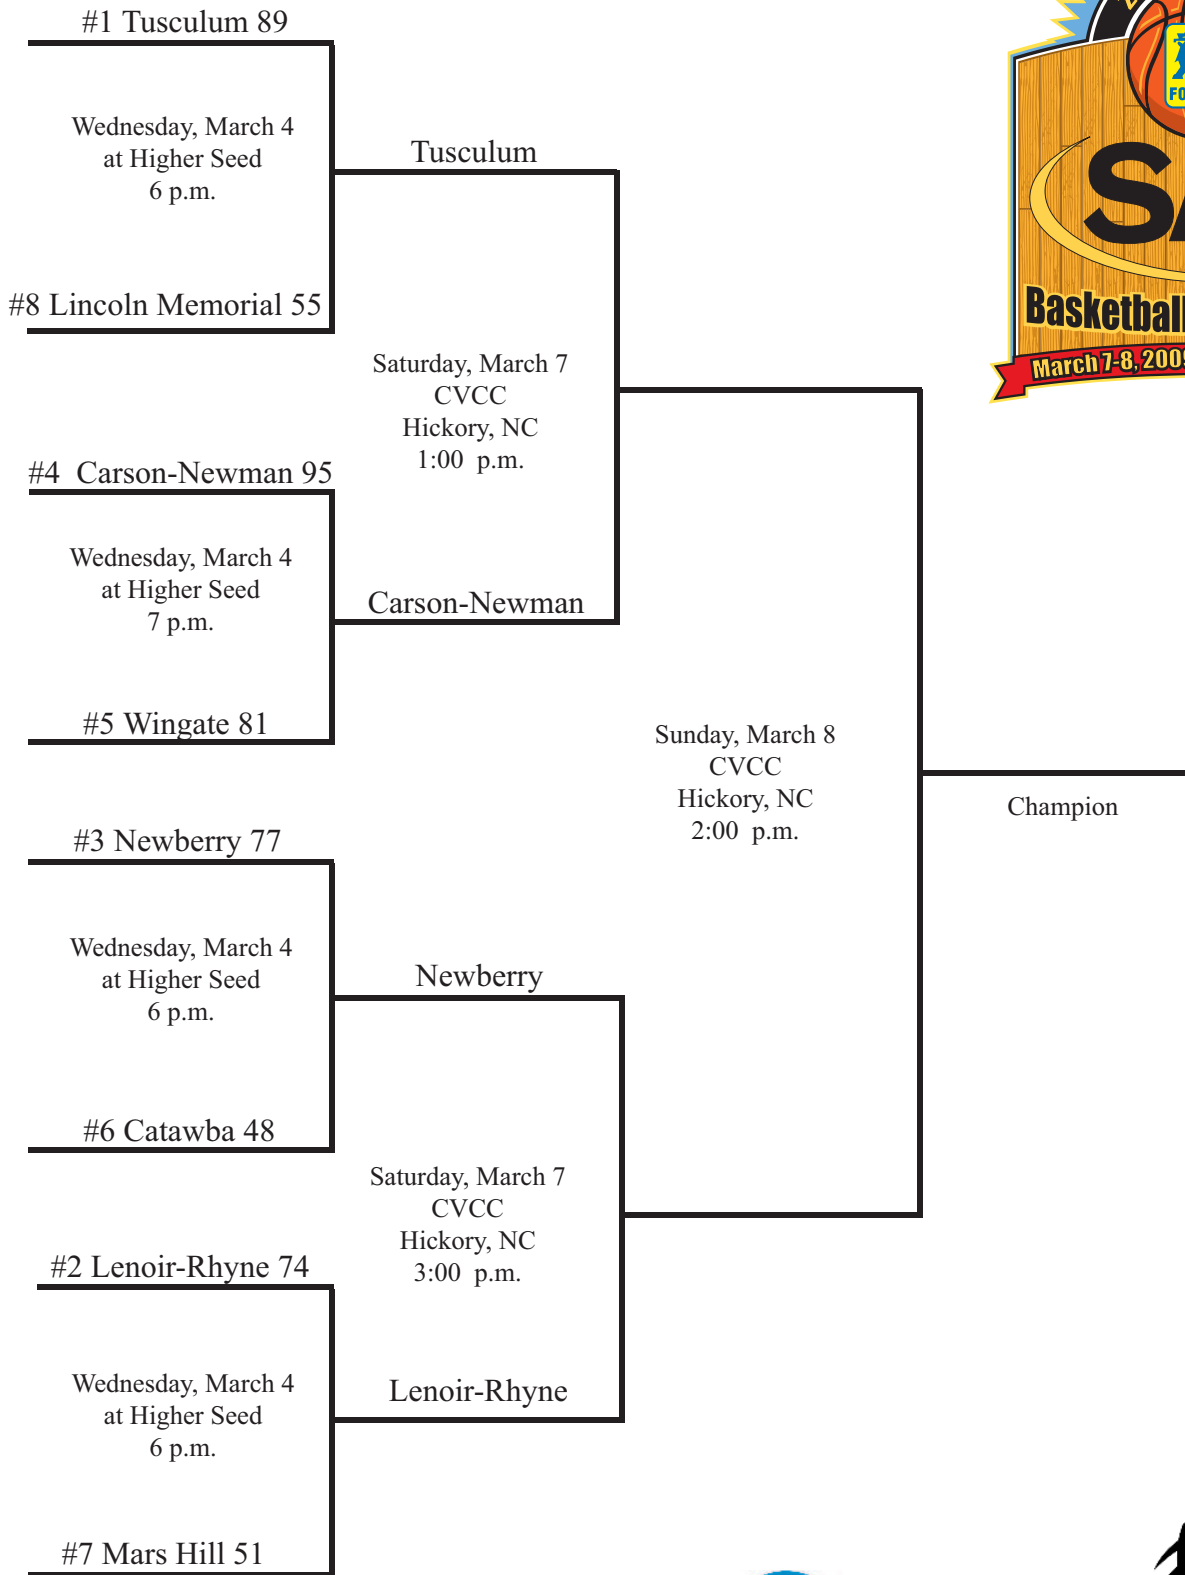 #1 Tusculum 89
Wednesday, March 4
at Higher Seed
6 p.m.
#8 Lincoln Memorial 55
Tusculum
Saturday, March 7
CVCC
Hickory, NC
1:00 p.m.
#4 Carson-Newman 95
Wednesday, March 4
at Higher Seed
7 p.m.
#5 Wingate 81
Carson-Newman
Sunday, March 8
CVCC
Hickory, NC
2:00 p.m.
Champion
#3 Newberry 77
Wednesday, March 4
at Higher Seed
6 p.m.
#6 Catawba 48
Newberry
Saturday, March 7
CVCC
Hickory, NC
3:00 p.m.
#2 Lenoir-Rhyne 74
Wednesday, March 4
at Higher Seed
6 p.m.
#7 Mars Hill 51
Lenoir-Rhyne
FO
SA
Basketball
March 7-8, 2009